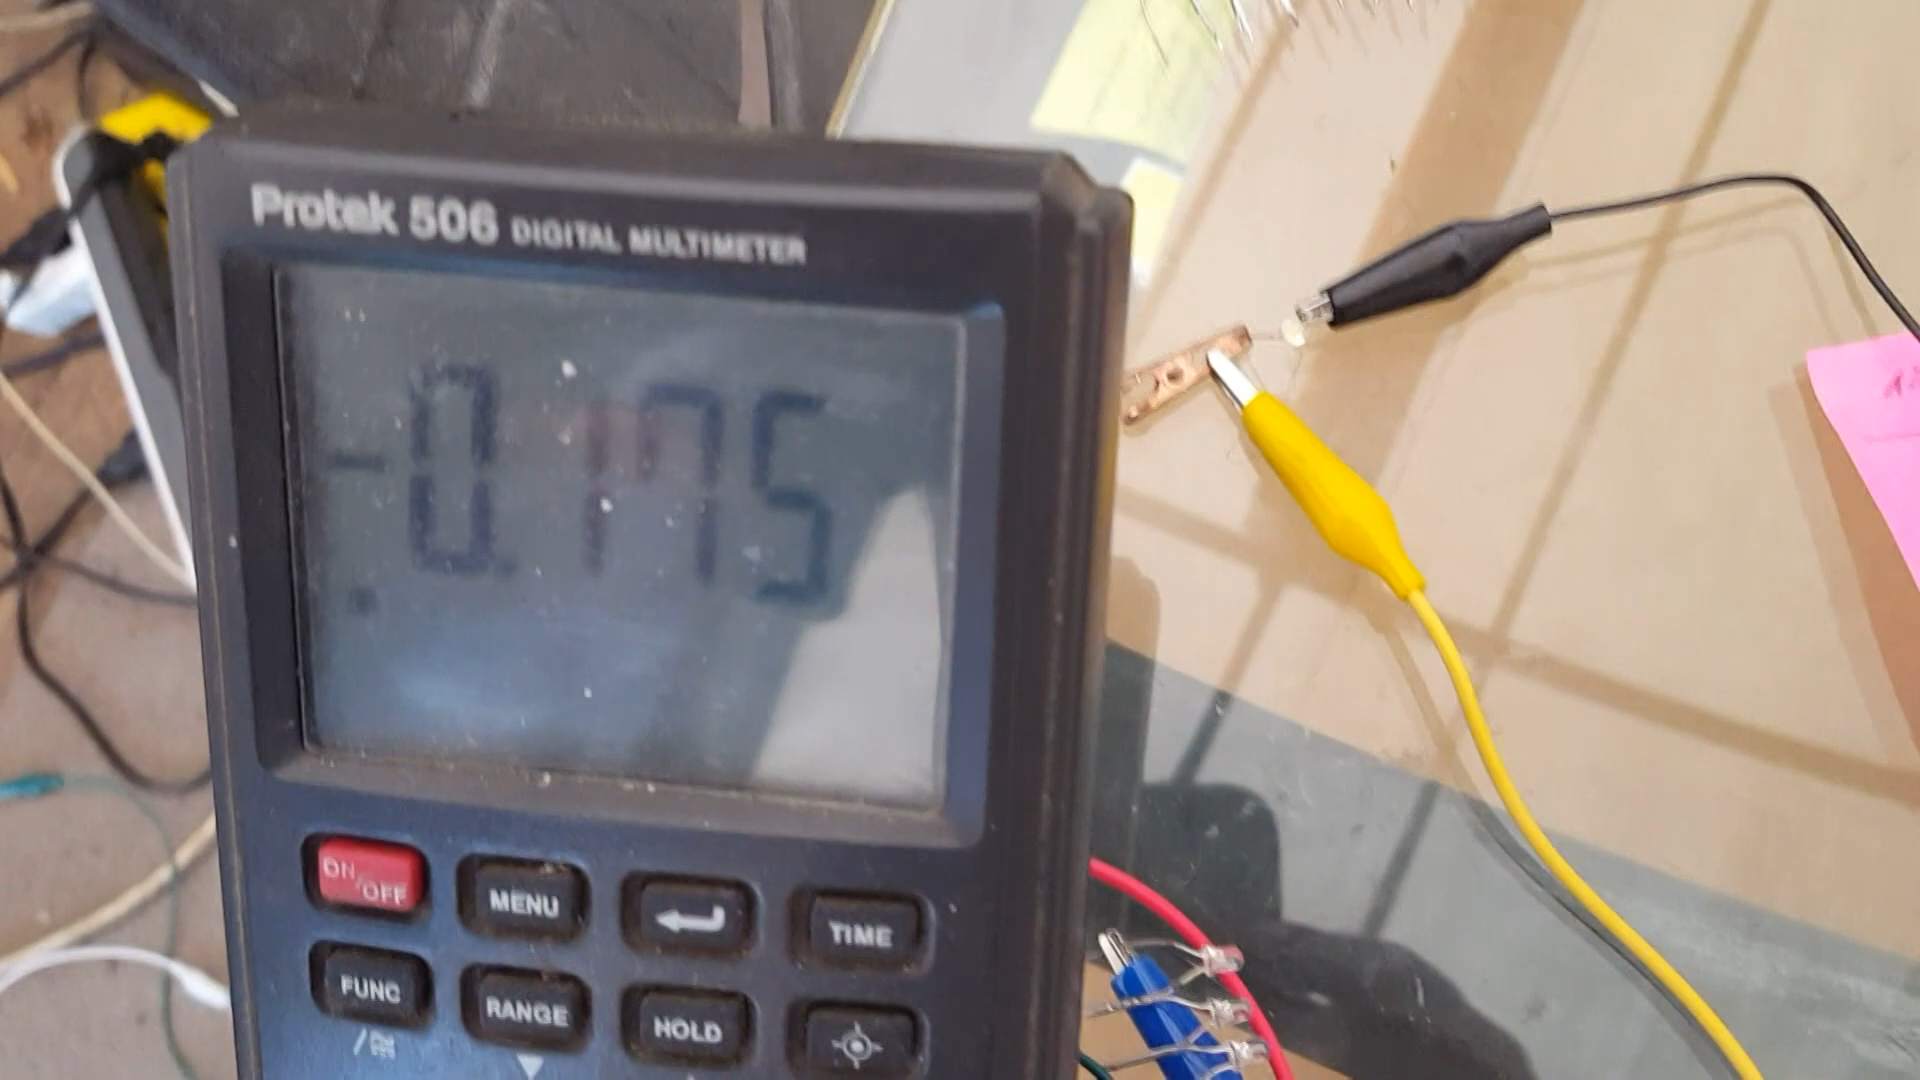 Protek 506 DIGITAL MULTIMETER
-0.175
ON/OFF
MENU
TIME
FUNC
RANGE
HOLD